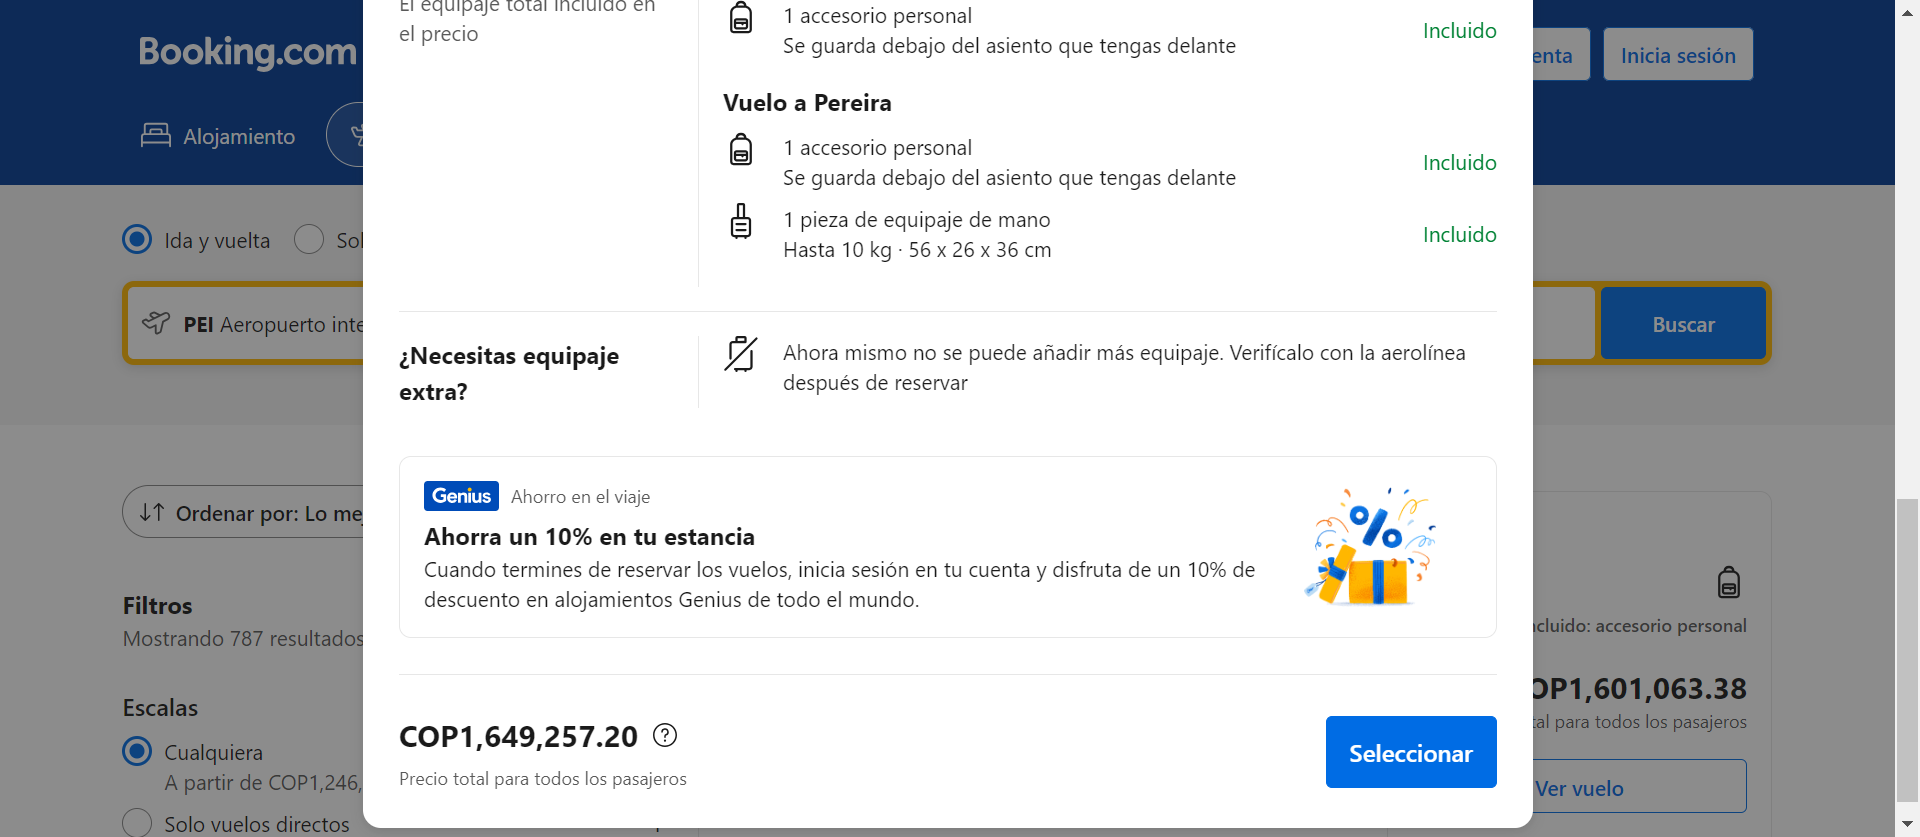 El equipaje total incluido en
el precio
1 accesorio personal
Se guarda debajo del asiento que tengas delante
Incluido
Vuelo a Pereira
1 accesorio personal
Se guarda debajo del asiento que tengas delante
Incluido
1 pieza de equipaje de mano
Hasta 10 kg · 56 x 26 x 36 cm
Incluido
¿Necesitas equipaje
extra?
Ahora mismo no se puede añadir más equipaje. Verifícalo con la aerolínea
después de reservar
Genius Ahorro en el viaje
Ahorra un 10% en tu estancia
Cuando termines de reservar los vuelos, inicia sesión en tu cuenta y disfruta de un 10% de
descuento en alojamientos Genius de todo el mundo.
%
COP1,649,257.20 ?
Precio total para todos los pasajeros
Seleccionar
Booking.com
Inicia sesión
Alojamiento
Ida y vuelta
PEI Aeropuerto
Buscar
Ordenar por: Lo
Filtros
Mostrando 787 resultados
Escalas
Cualquiera
A partir de COP1,246,
Solo vuelos directos
accesorio personal
1,601,063.38
para todos los pasajeros
Ver vuelo